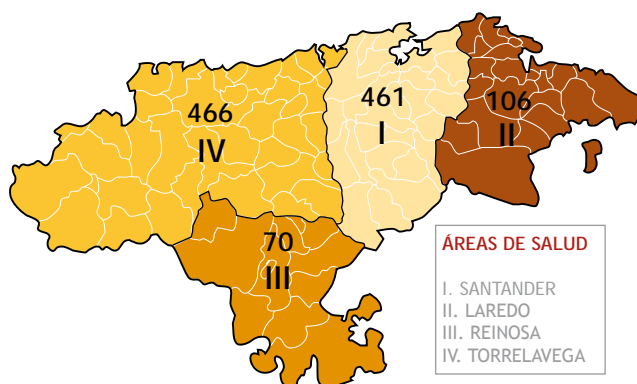 466
IV
461
I
106
II
70
III
ÁREAS DE SALUD
I. SANTANDER
II. LAREDO
III. REINOSA
IV. TORRELAVEGA